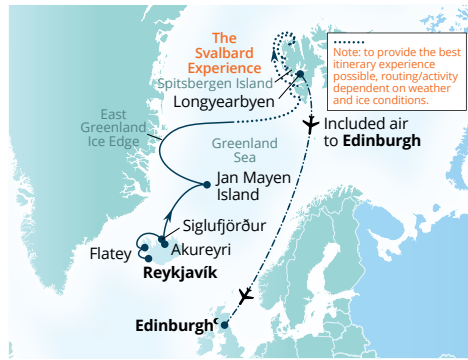 The
Svalbard
Experience
Spitsbergen Island
Longyearbyen
Note: to provide the best
itinerary experience
possible, routing/activity
dependent on weather
and ice conditions.
East
Greenland
Ice Edge
Included air
to Edinburgh
Greenland
Sea
Jan Mayen
Island
Siglufjörður
Akureyri
Flatey
Reykjavík
Edinburghᶜ